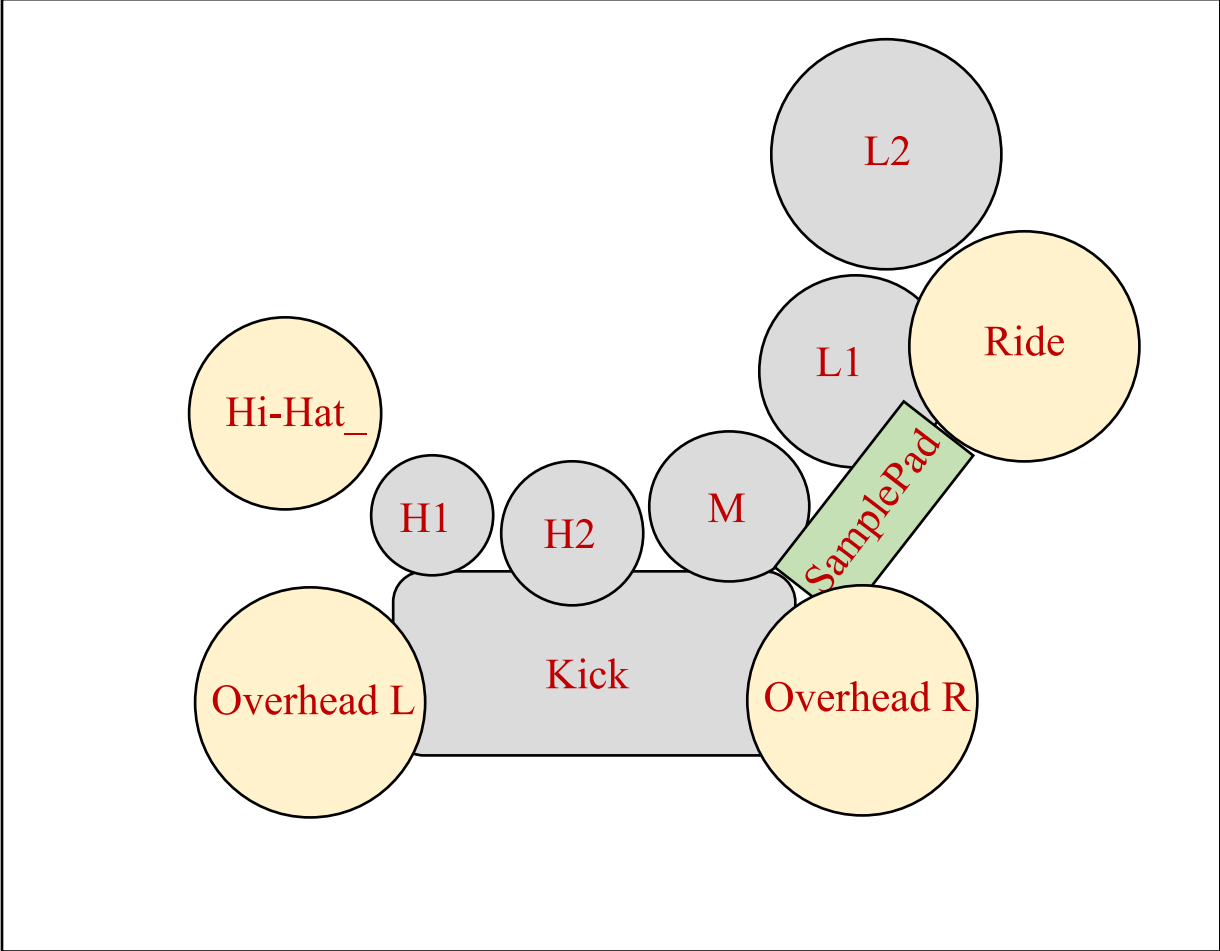 L2
Ride
L1
Hi-Hat_
SamplePad
M
H1
H2
Kick
Overhead L
Overhead R